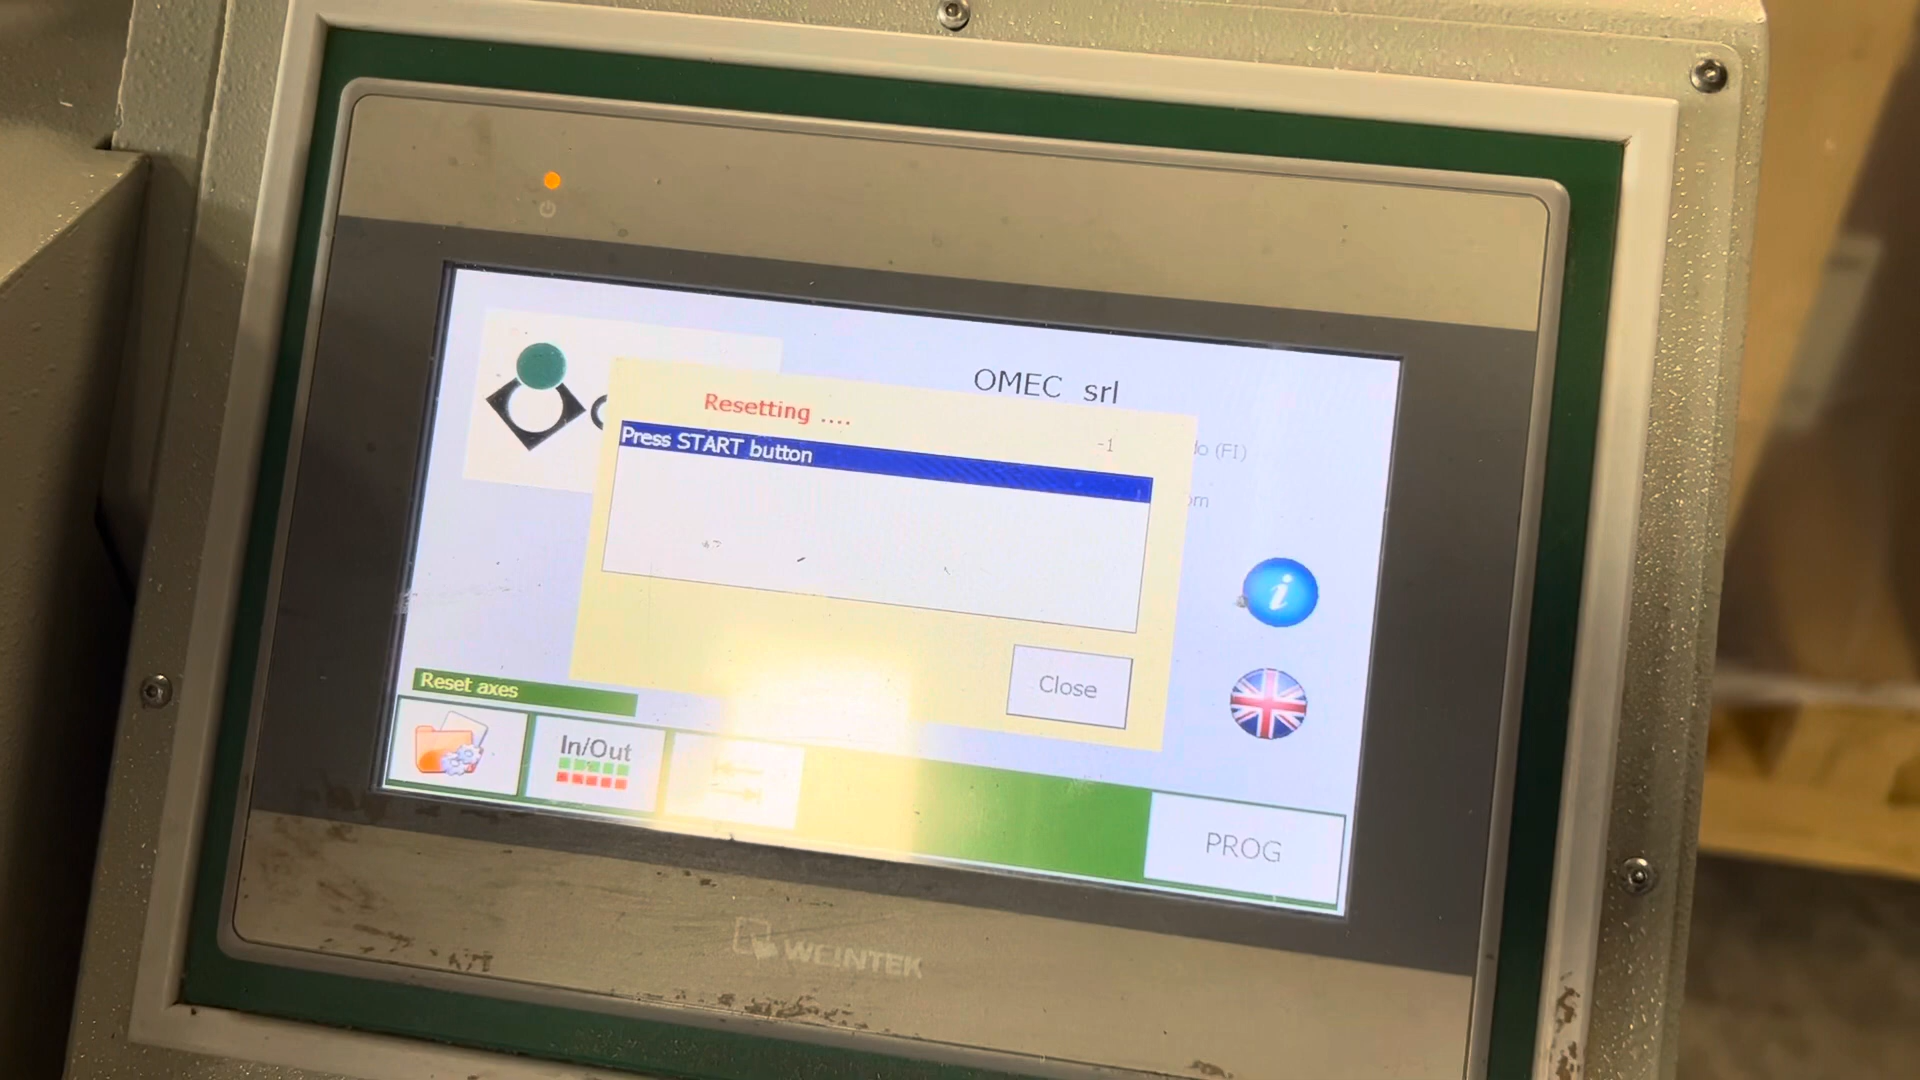 OMEC srl
Resetting ....
-1
(FI)
Press START button
Close
Reset axes
In/Out
i
PROG
WEINTEK